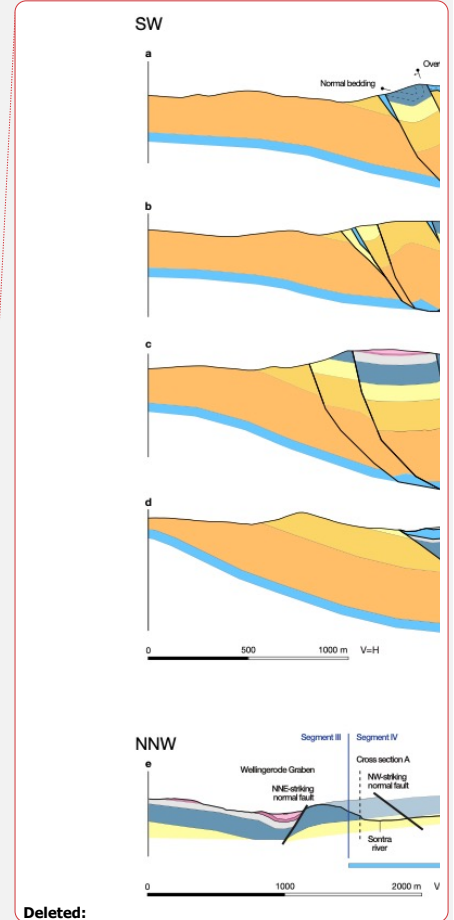 SW
a
Over
Normal bedding
b
c
d
0 500 1000 m V=H
NNW
e
Segment III Segment IV
Cross section A
Wellingerode Graben
NNE-striking
normal fault
NW-striking
normal fault
Sontra
river
0 1000 2000 m V
Deleted: